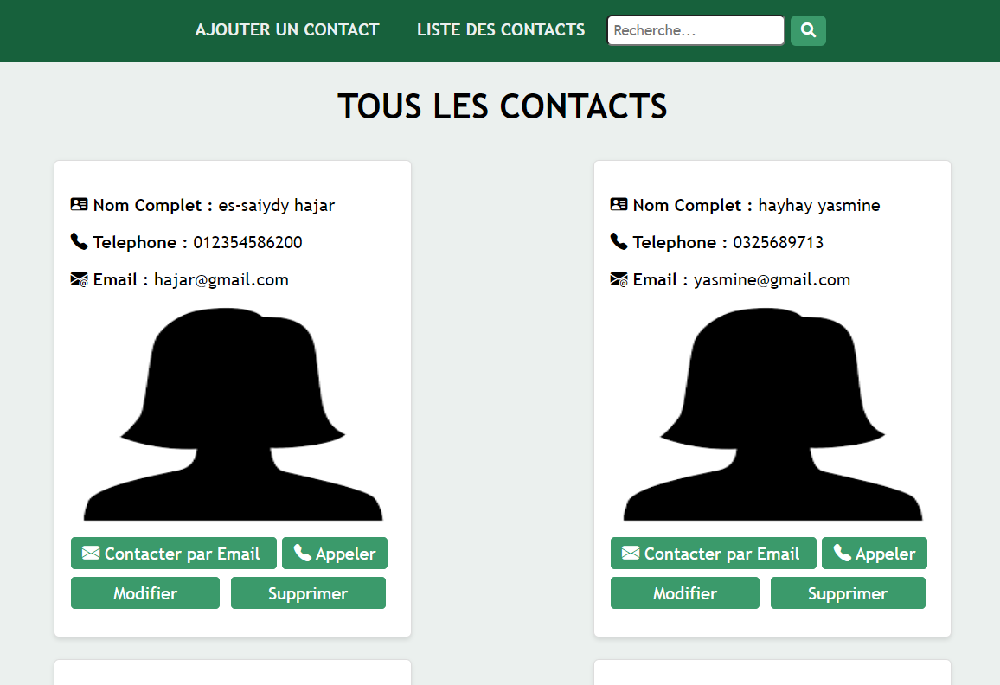 AJOUTER UN CONTACT LISTE DES CONTACTS Recherche...
TOUS LES CONTACTS
Nom Complet : es-saiydy hajar
Telephone : 012354586200
Email : hajar@gmail.com
Contacter par Email Appeler
Modifier Supprimer
Nom Complet : hayhay yasmine
Telephone : 0325689713
Email : yasmine@gmail.com
Contacter par Email Appeler
Modifier Supprimer